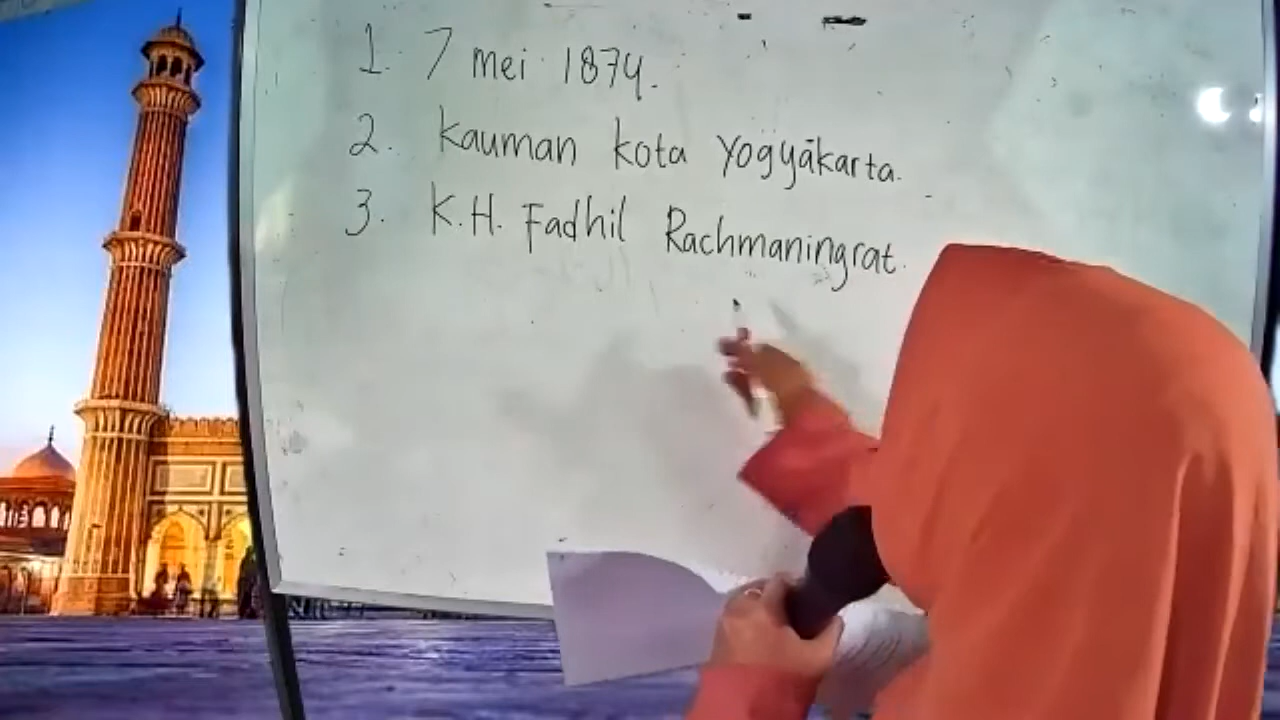 1. 7 mei 1874.
2. Kauman kota Yogyakarta.
3. K.H. Fadhil Rachmaningrat.